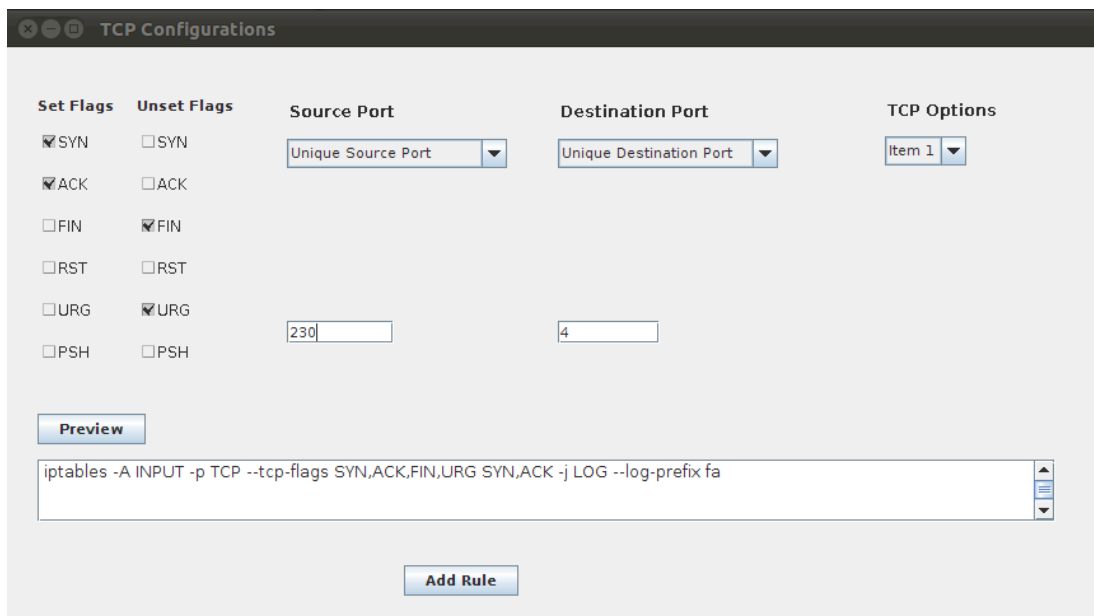 TCP Configurations
Set Flags Unset Flags Source Port Destination Port TCP Options
SYN SYN Unique Source Port Unique Destination Port Item 1
ACK ACK
FIN FIN
RST RST
URG URG
230 4
PSH PSH
Preview
iptables -A INPUT -p TCP --tcp-flags SYN,ACK,FIN,URG SYN,ACK -j LOG --log-prefix fa
Add Rule